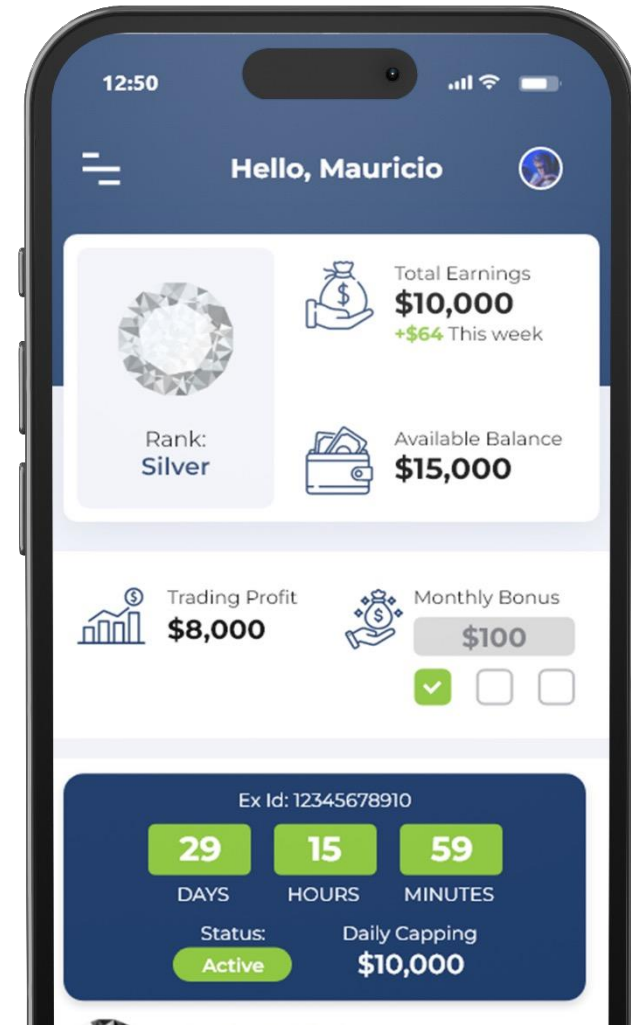 12:50
Hello, Mauricio
Total Earnings
$10,000
+$64 This week
Rank:
Silver
Available Balance
$15,000
Trading Profit
$8,000
Monthly Bonus
$100
Ex Id: 12345678910
29
15
59
DAYS
HOURS
MINUTES
Status:
Daily Capping
Active
$10,000